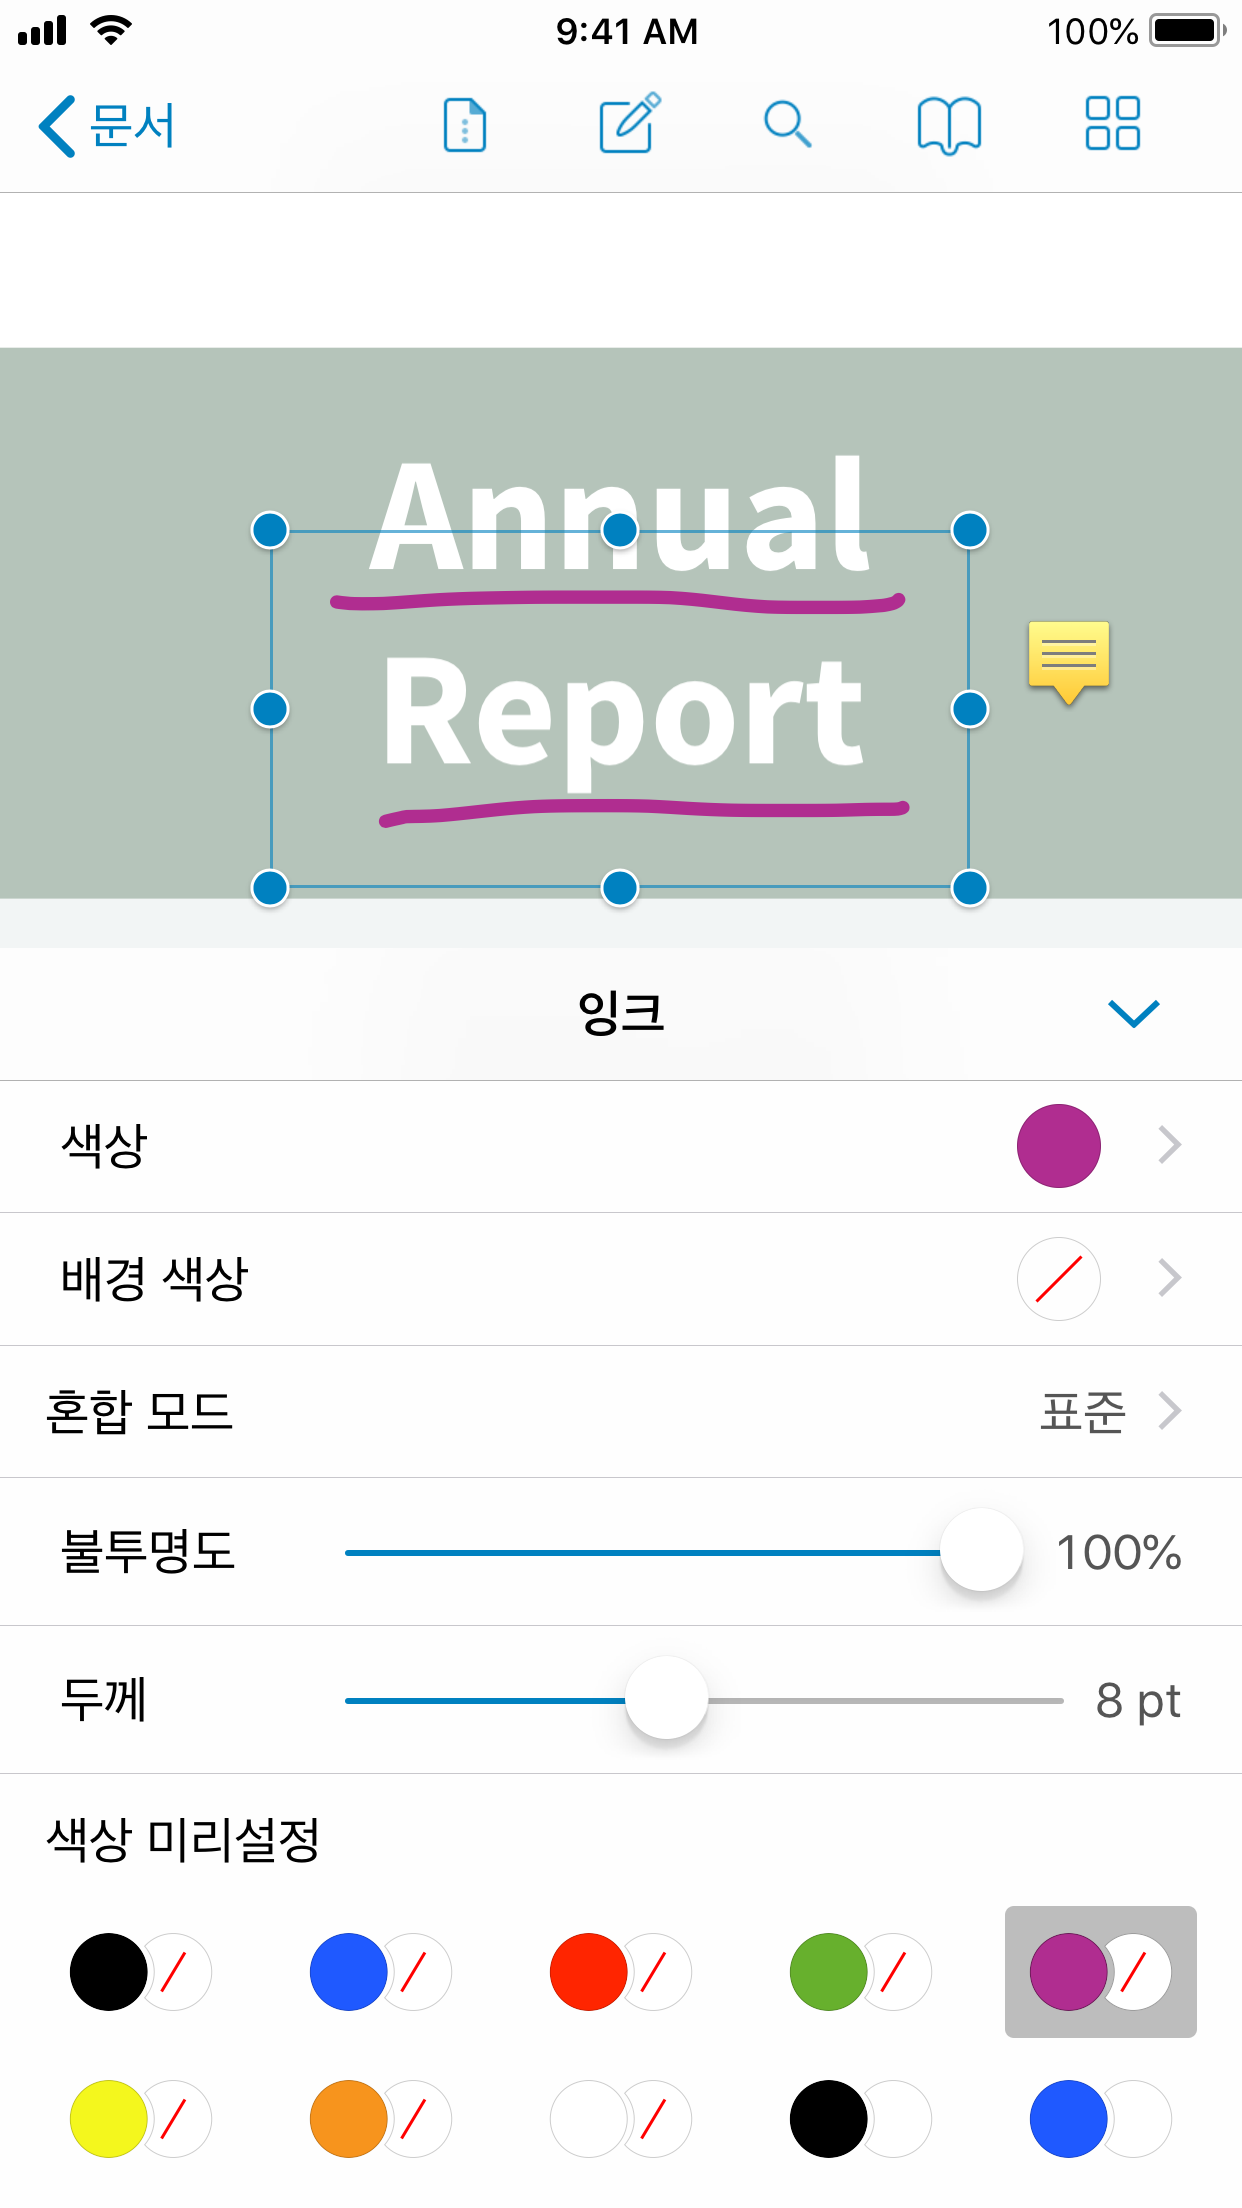 9:41 AM
100%
문서
Annual
Report
잉크
색상
배경 색상
혼합 모드
표준
불투명도
100%
두께
8 pt
색상 미리설정